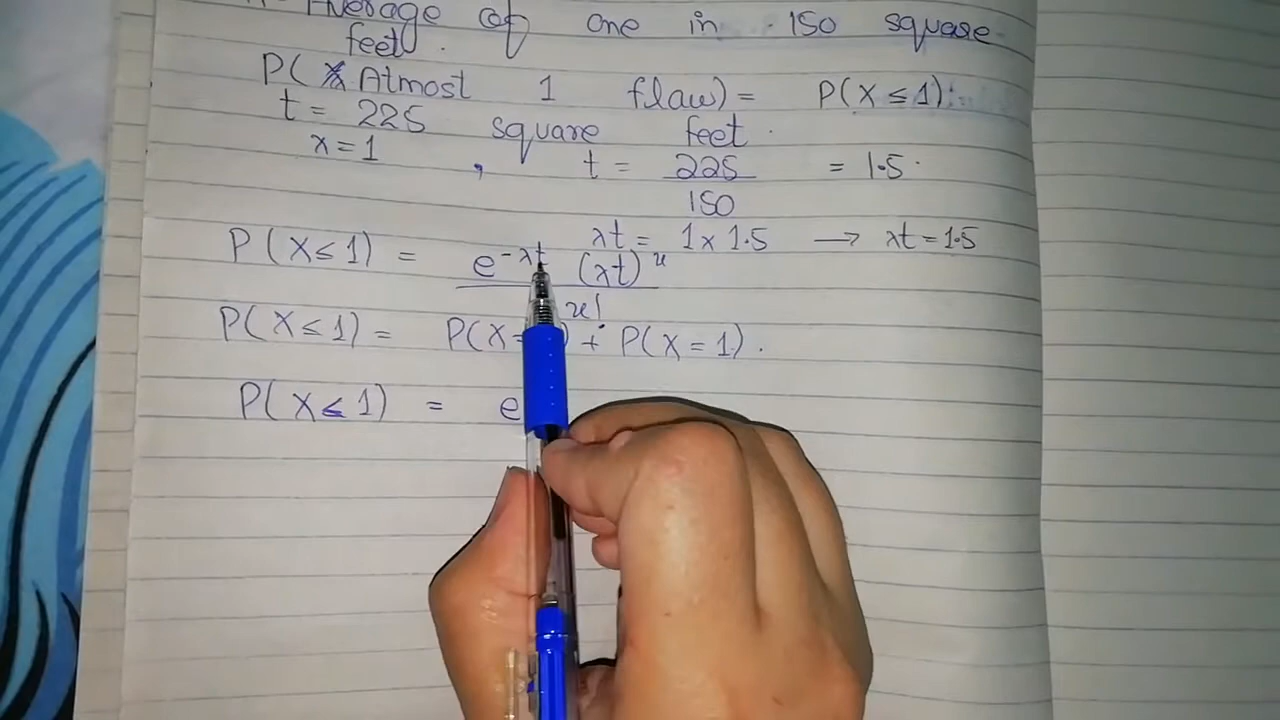 Average of one in 150 square
feet.
P( X Atmost 1 flaw) = P(X ≤ 1).
t = 225 square feet.
x = 1 , t = 225/150 = 1.5.
λt = 1 x 1.5 → λt = 1.5
P(X ≤ 1) = e^-λt (λt)^x / x!
P(X ≤ 1) = P(X = ) + P(X = 1).
P(X ≤ 1) = e